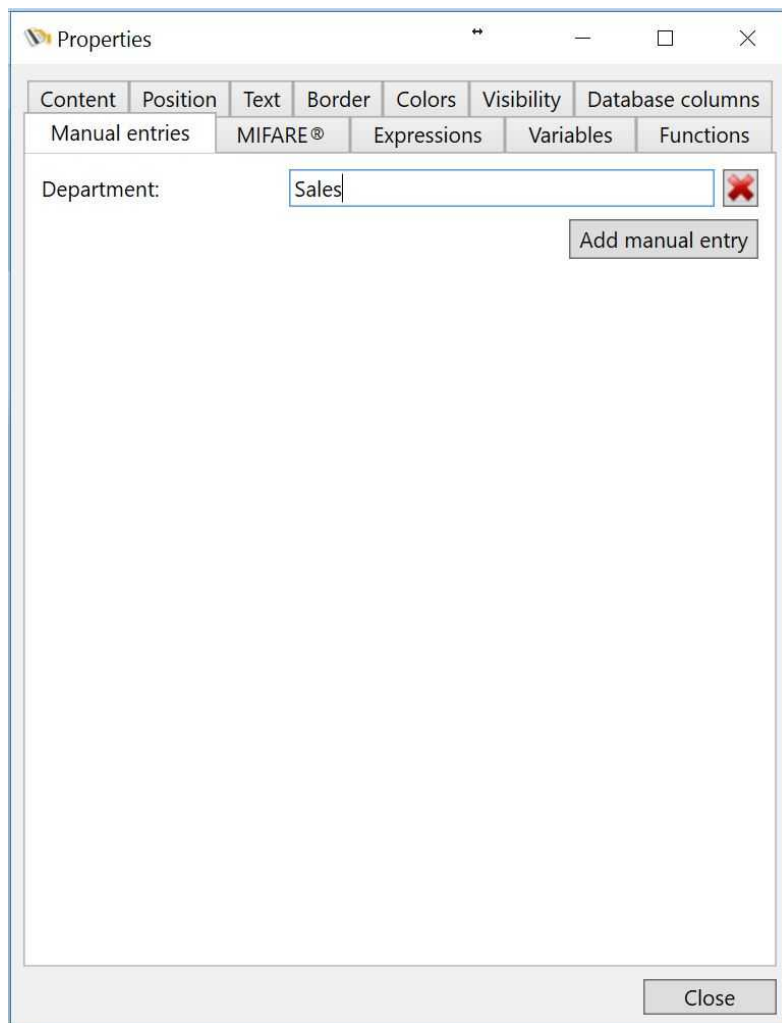 Properties
Content Position Text Border Colors Visibility Database columns
Manual entries MIFARE® Expressions Variables Functions
Department: Sales
Add manual entry
Close